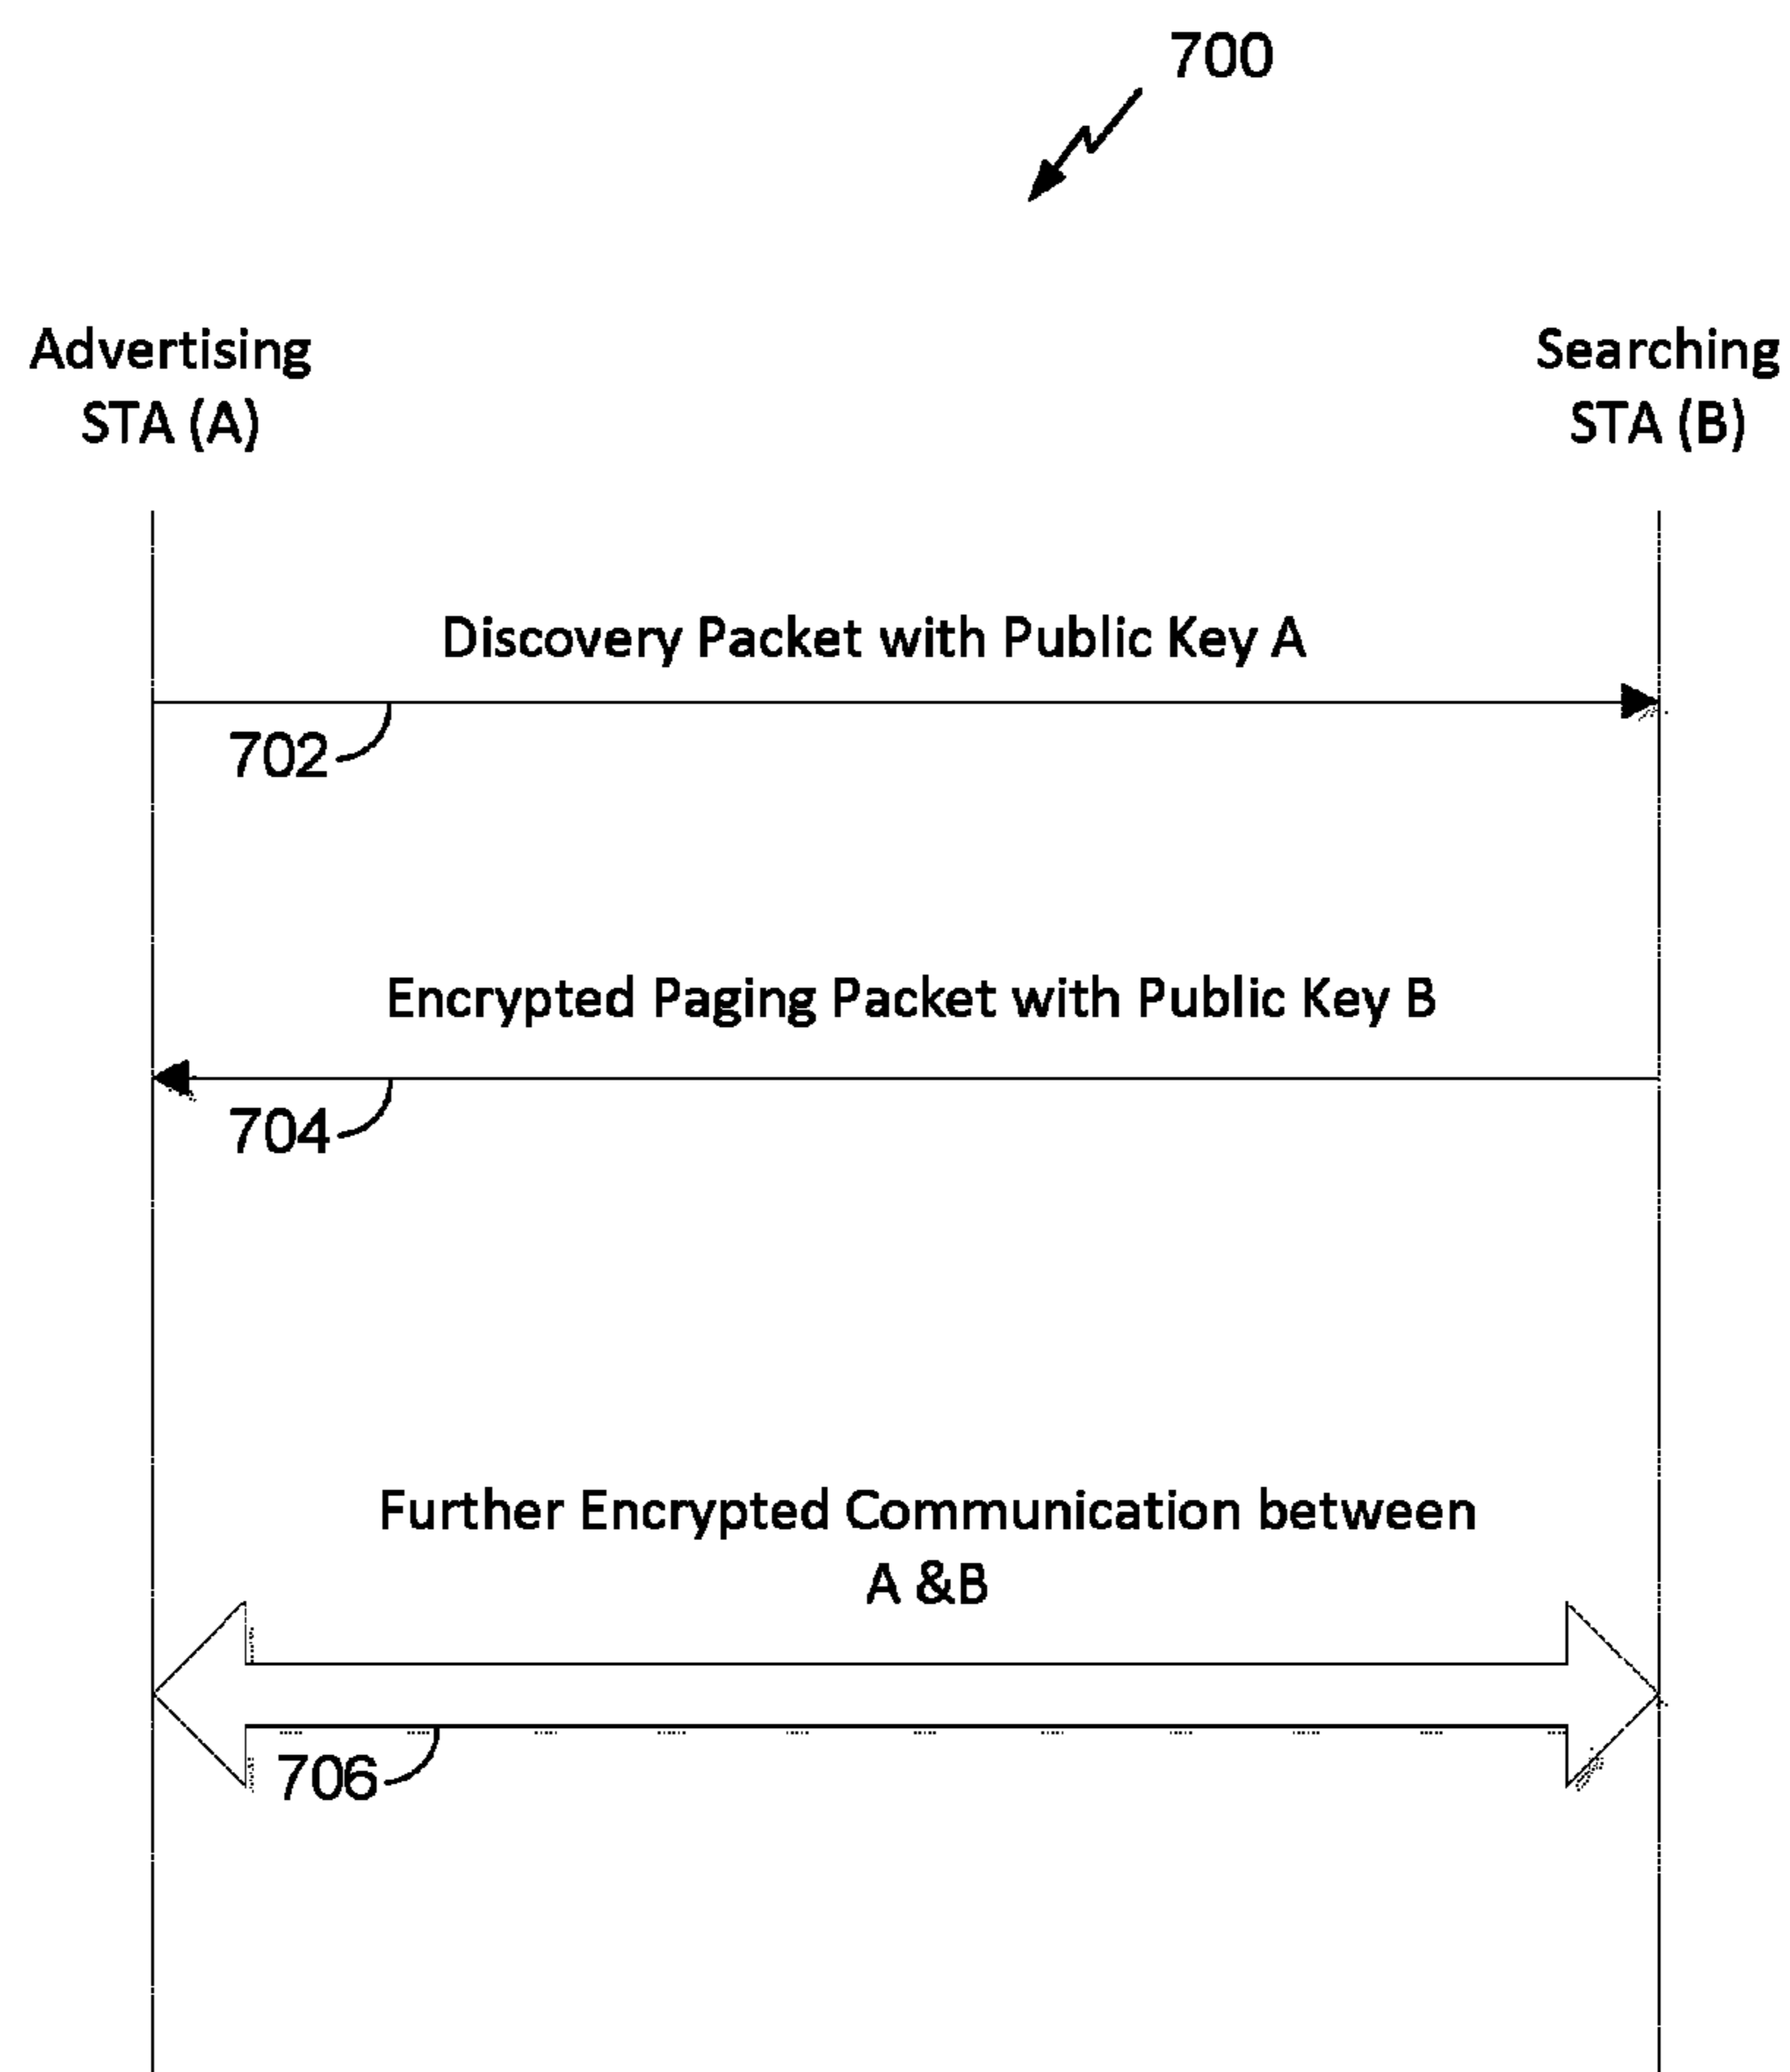 700
Advertising
STA (A)
Searching
STA (B)
Discovery Packet with Public Key A
702
Encrypted Paging Packet with Public Key B
704
Further Encrypted Communication between
A &B
706